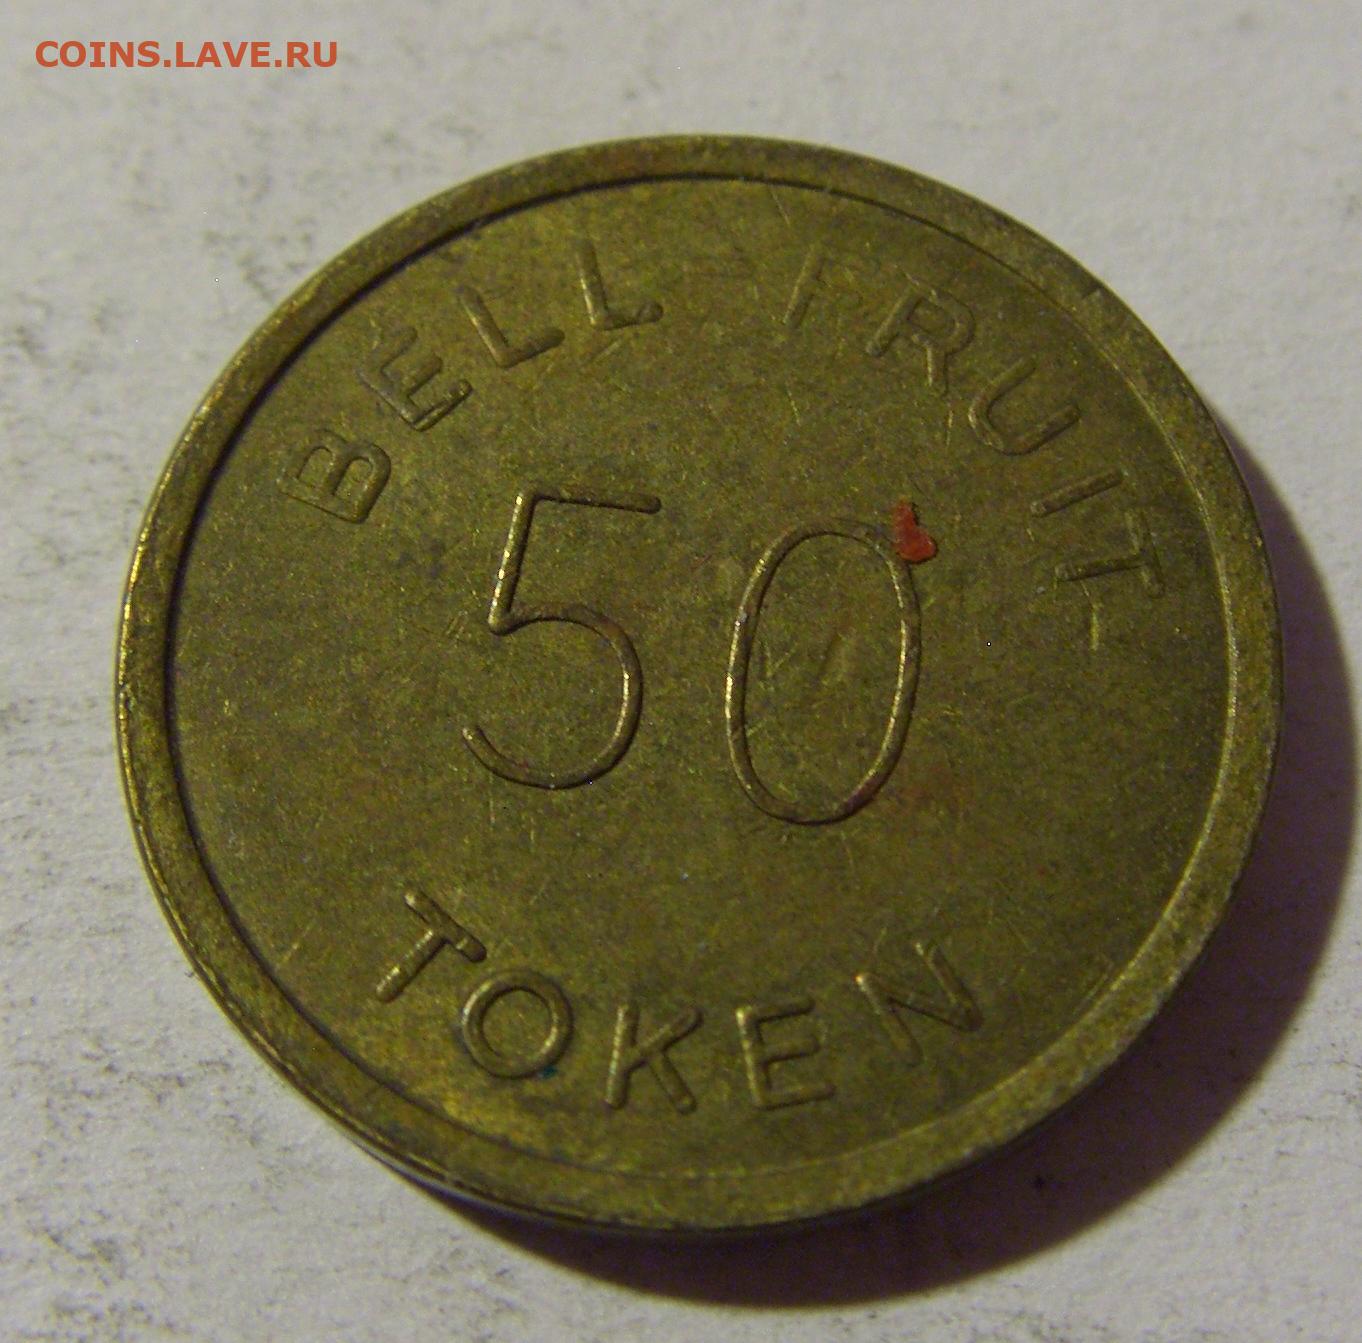 COINS.LAVE.RU
BELL-FRUIT
50
TOKEN